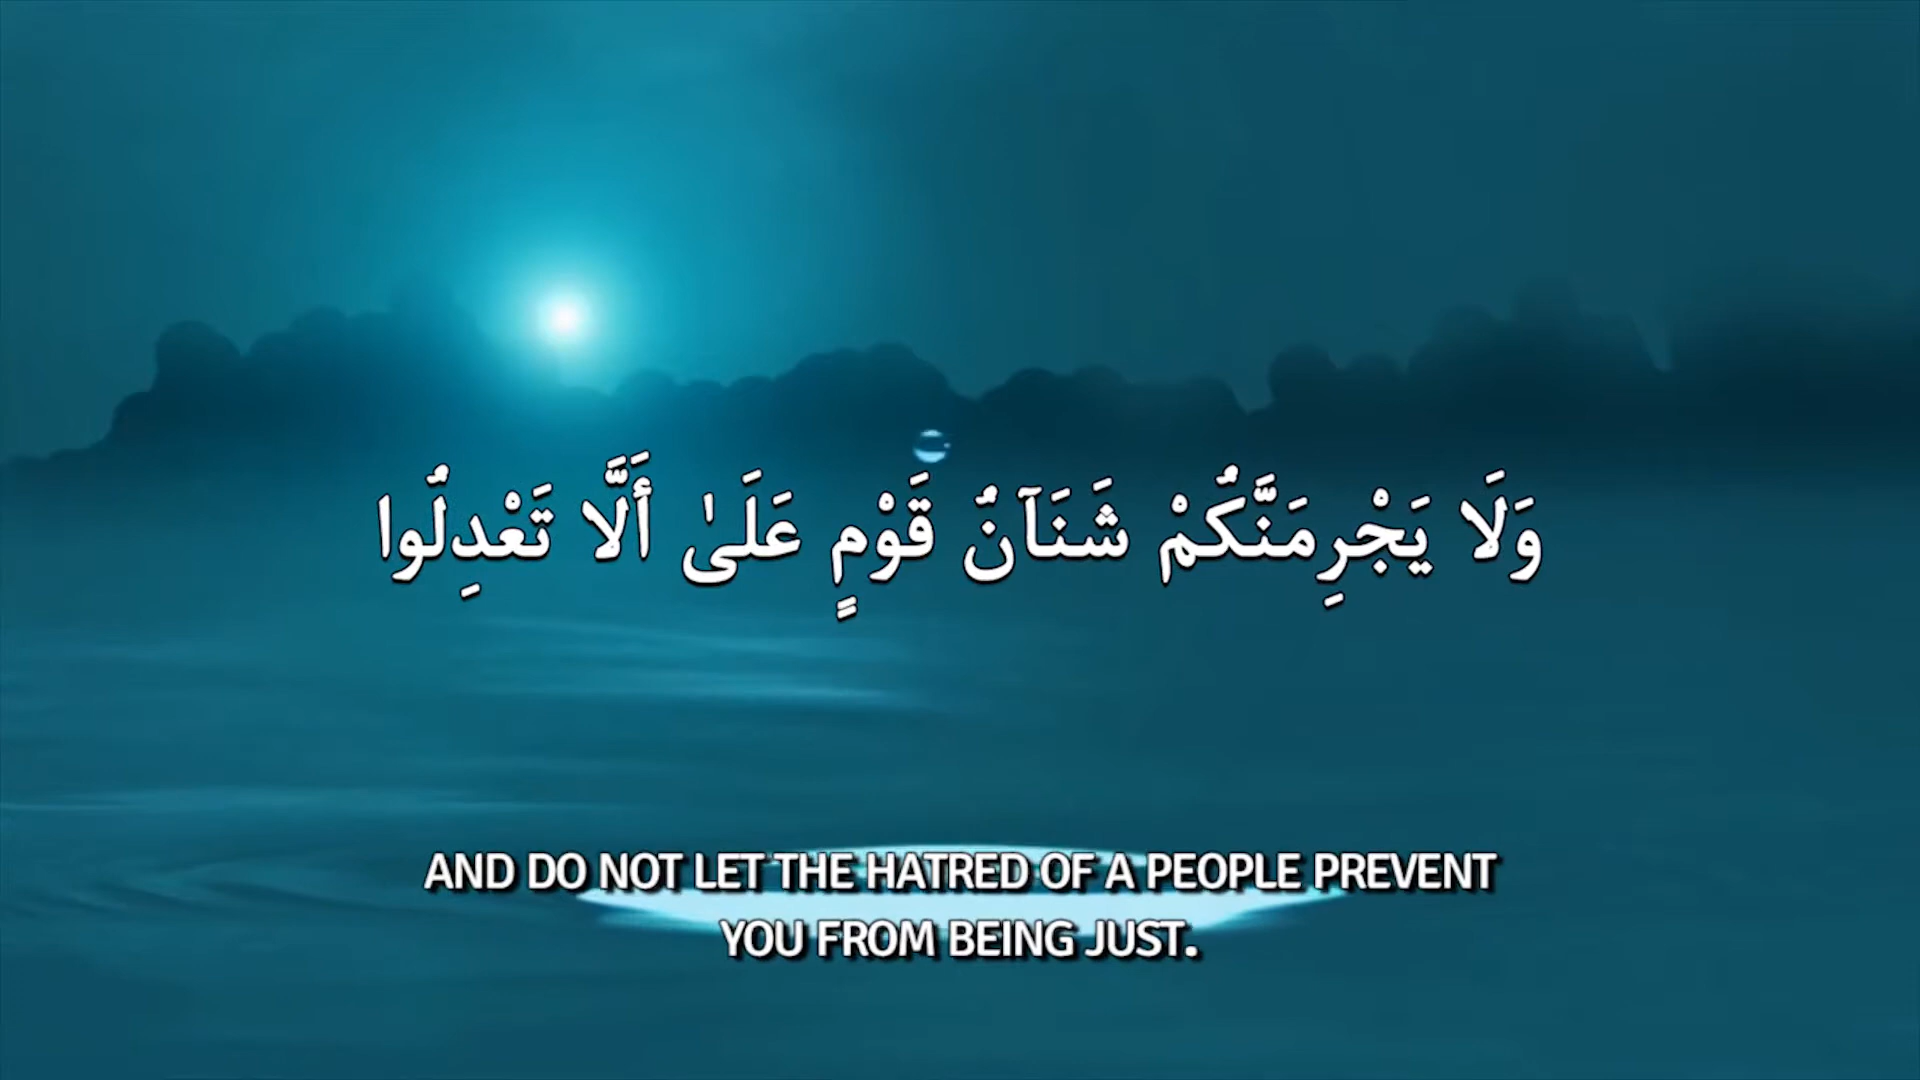 وَلَا يَجْرِمَنَّكُمْ شَنَآنُ قَوْمٍ عَلَىٰ أَلَّا تَعْدِلُوا
AND DO NOT LET THE HATRED OF A PEOPLE PREVENT
YOU FROM BEING JUST.